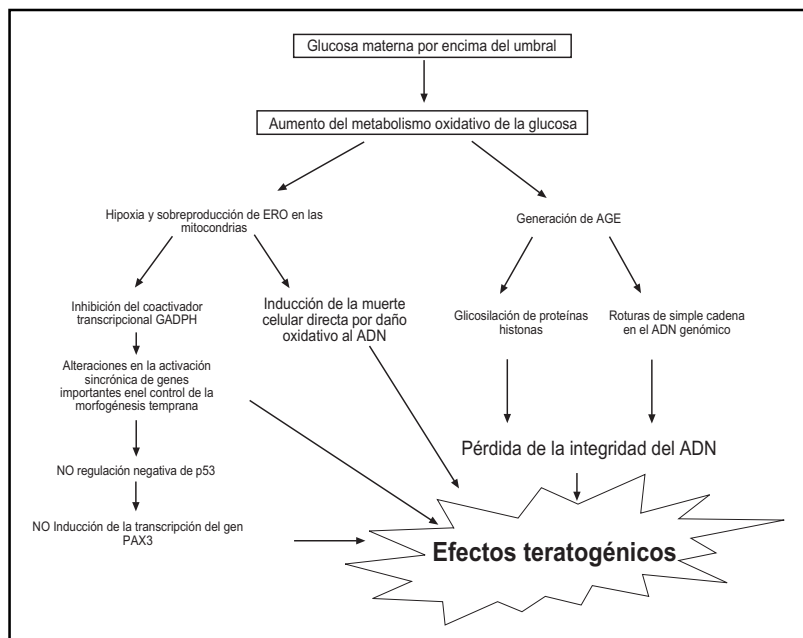 Glucosa materna por encima del umbral
Aumento del metabolismo oxidativo de la glucosa
Hipoxia y sobreproducción de ERO en las
mitocondrias
Generación de AGE
Inhibición del coactivador
transcripcional GADPH
Inducción de la muerte
celular directa por daño
oxidativo al ADN
Glicosilación de proteínas
histonas
Roturas de simple cadena
en el ADN genómico
Alteraciones en la activación
sincrónica de genes
importantes enel control de la
morfogénesis temprana
Pérdida de la integridad del ADN
NO regulación negativa de p53
NO Inducción de la transcripción del gen
PAX3
Efectos teratogénicos